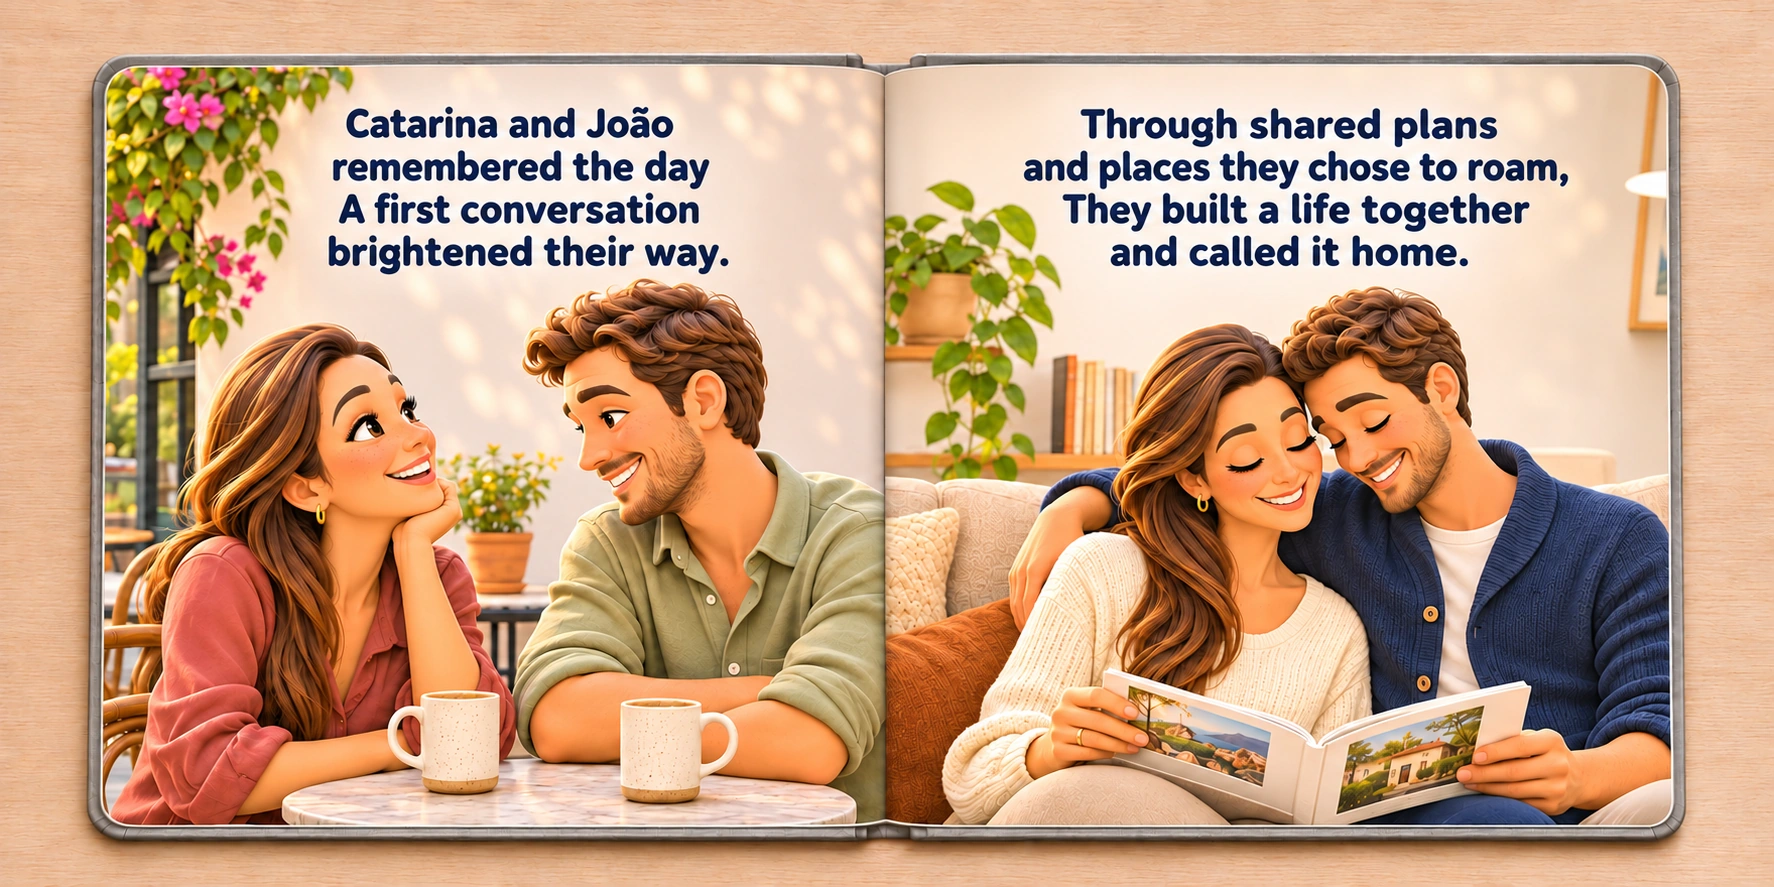 Catarina and João
remembered the day
A first conversation
brightened their way.
Through shared plans
and places they chose to roam,
They built a life together
and called it home.